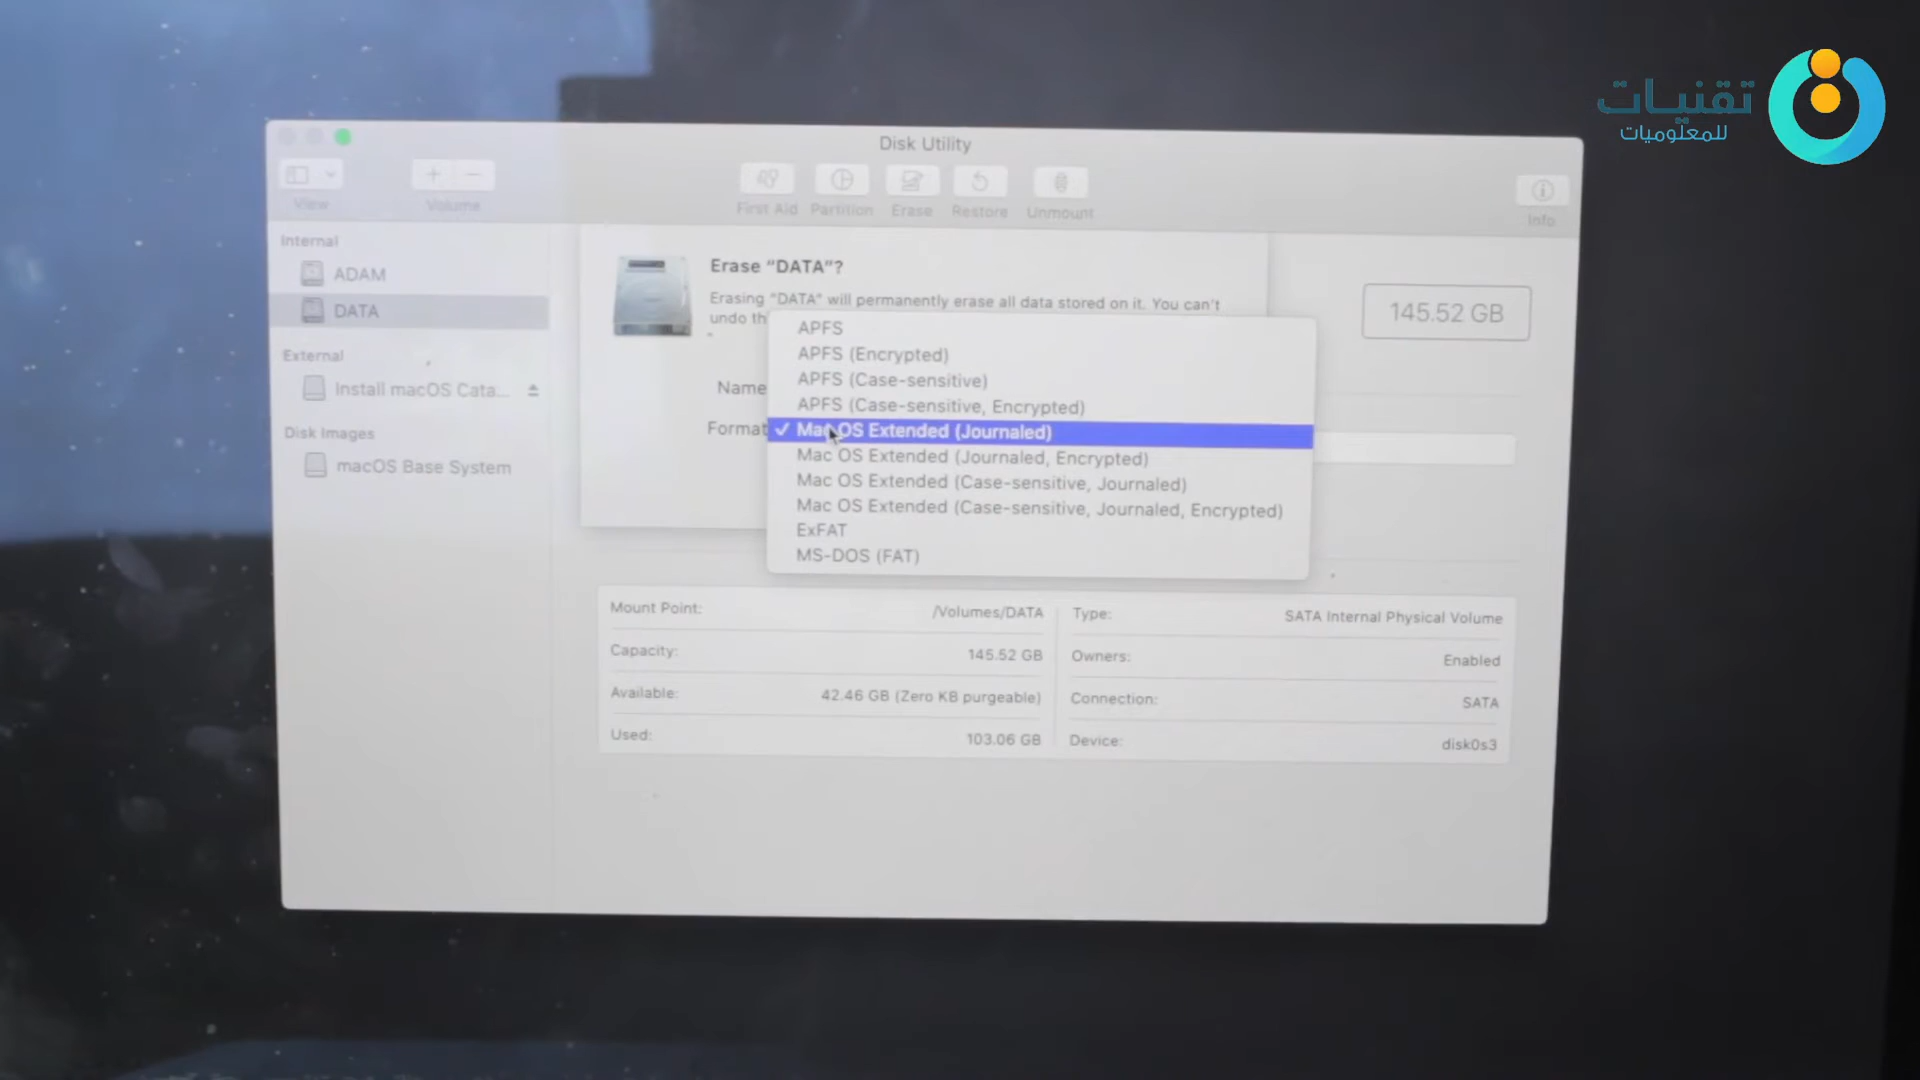 تقنيات
للمعلوميات
Disk Utility
View
Volume
First Aid
Partition
Erase
Restore
Unmount
Info
Internal
ADAM
DATA
External
Install macOS Cata...
Disk Images
macOS Base System
Erase “DATA”?
Erasing “DATA” will permanently erase all data stored on it. You can't
undo th
145.52 GB
Name
Format
APFS
APFS (Encrypted)
APFS (Case-sensitive)
APFS (Case-sensitive, Encrypted)
✓ Mac OS Extended (Journaled)
Mac OS Extended (Journaled, Encrypted)
Mac OS Extended (Case-sensitive, Journaled)
Mac OS Extended (Case-sensitive, Journaled, Encrypted)
ExFAT
MS-DOS (FAT)
Mount Point: /Volumes/DATA
Type: SATA Internal Physical Volume
Capacity: 145.52 GB
Owners: Enabled
Available: 42.46 GB (Zero KB purgeable)
Connection: SATA
Used: 103.06 GB
Device: disk0s3